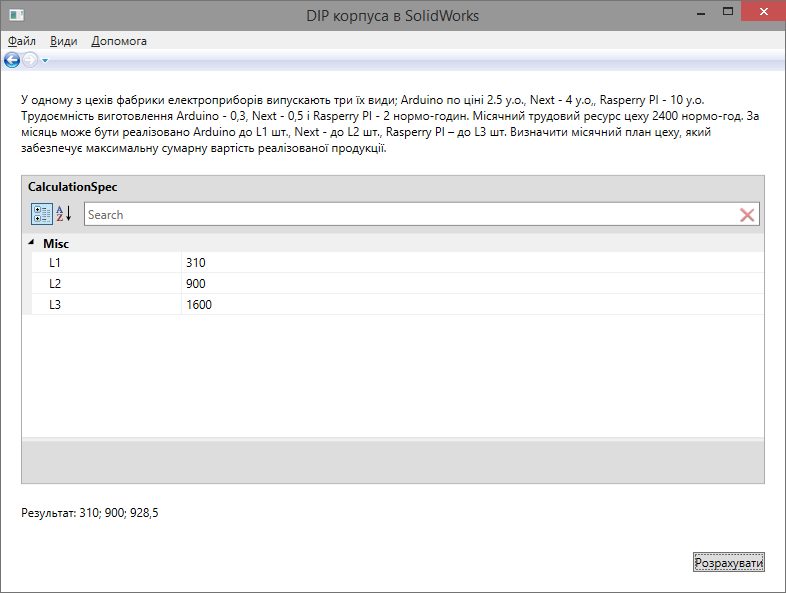 DIP корпуса в SolidWorks
Файл Види Допомога
У одному з цехів фабрики електроприборів випускають три їх види; Arduino по ціні 2.5 у.о., Next - 4 у.о,, Rasperry PI - 10 у.о.
Трудоємність виготовлення Arduino - 0,3, Next - 0,5 і Rasperry PI - 2 нормо-годин. Місячний трудовий ресурс цеху 2400 нормо-год. За
місяць може бути реалізовано Arduino до L1 шт., Next - до L2 шт., Rasperry PI – до L3 шт. Визначити місячний план цеху, який
забезпечує максимальну сумарну вартість реалізованої продукції.
CalculationSpec
A Z Search
Misc
L1 310
L2 900
L3 1600
Результат: 310; 900; 928,5
Розрахувати